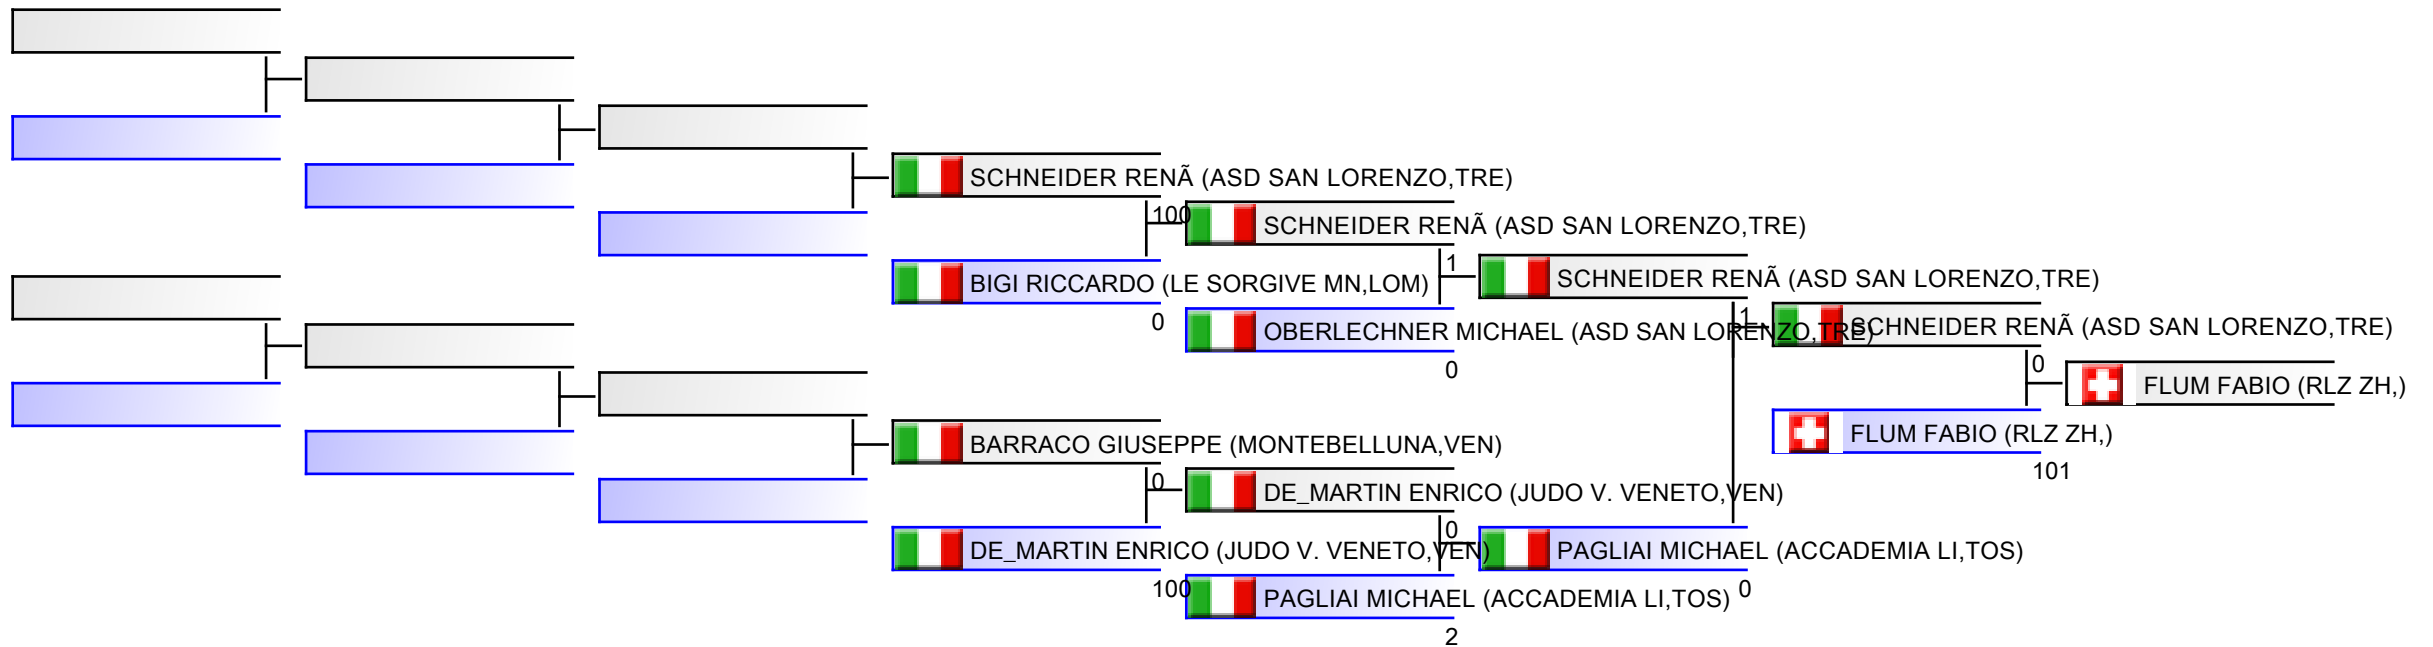 SCHNEIDER RENÃ (ASD SAN LORENZO,TRE)
100
SCHNEIDER RENÃ (ASD SAN LORENZO,TRE)
BIGI RICCARDO (LE SORGIVE MN,LOM)
0
1
SCHNEIDER RENÃ (ASD SAN LORENZO,TRE)
OBERLECHNER MICHAEL (ASD SAN LORENZO,TRE)
0
1
SCHNEIDER RENÃ (ASD SAN LORENZO,TRE)
0
FLUM FABIO (RLZ ZH,)
FLUM FABIO (RLZ ZH,)
101
BARRACO GIUSEPPE (MONTEBELLUNA,VEN)
0
DE_MARTIN ENRICO (JUDO V. VENETO,VEN)
DE_MARTIN ENRICO (JUDO V. VENETO,VEN)
100
0
PAGLIAI MICHAEL (ACCADEMIA LI,TOS)
0
PAGLIAI MICHAEL (ACCADEMIA LI,TOS)
2